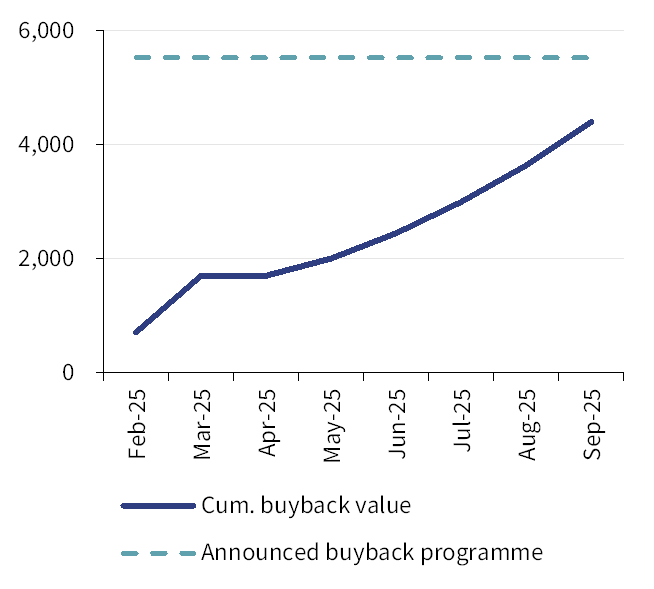 6,000
4,000
2,000
0
Feb-25
Mar-25
Apr-25
May-25
Jun-25
Jul-25
Aug-25
Sep-25
Cum. buyback value
Announced buyback programme